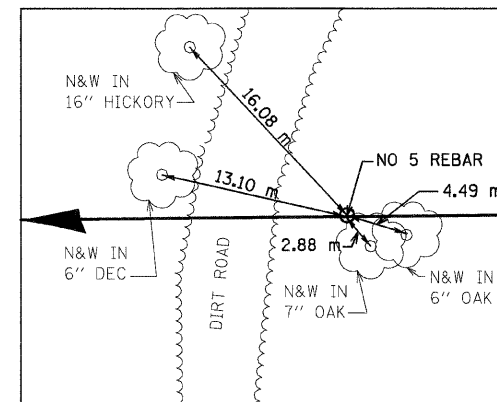 N&W IN
16" HICKORY
16.08 m
13.10 m
NO 5 REBAR
4.49 m
2.88 m
N&W IN
6" DEC
DIRT ROAD
N&W IN
7" OAK
N&W IN
6" OAK